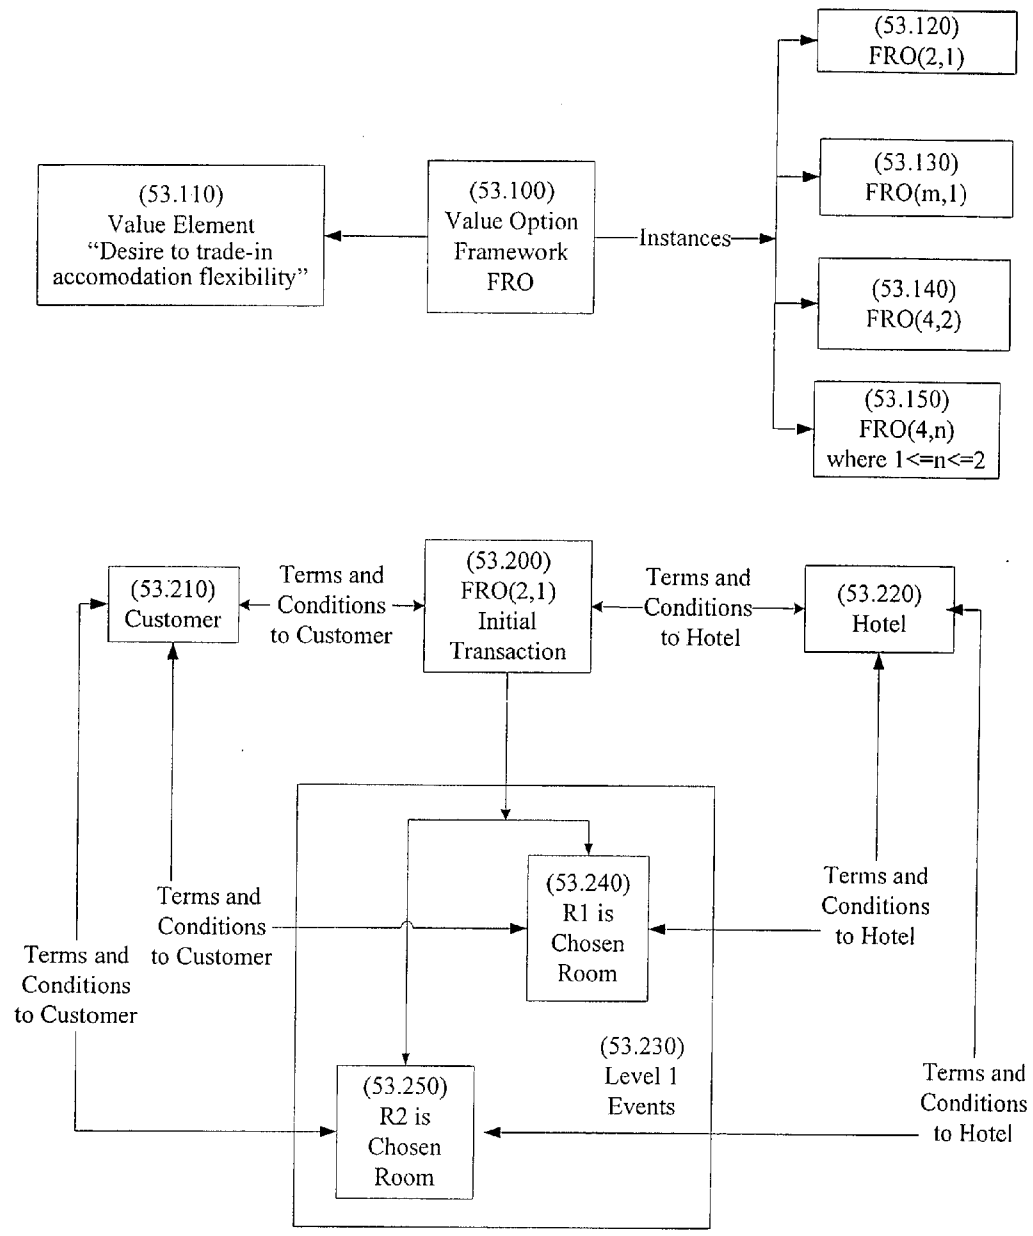 (53.120)
FRO(2,1)
(53.130)
FRO(m,1)
(53.110)
Value Element
“Desire to trade-in
accomodation flexibility”
(53.100)
Value Option
Framework
FRO
Instances
(53.140)
FRO(4,2)
(53.150)
FRO(4,n)
where 1<=n<=2
(53.210)
Customer
Terms and
Conditions
to Customer
(53.200)
FRO(2,1)
Initial
Transaction
Terms and
Conditions
to Hotel
(53.220)
Hotel
Terms and
Conditions
to Customer
(53.240)
R1 is
Chosen
Room
Terms and
Conditions
to Hotel
Terms and
Conditions
to Customer
(53.230)
Level 1
Events
(53.250)
R2 is
Chosen
Room
Terms and
Conditions
to Hotel